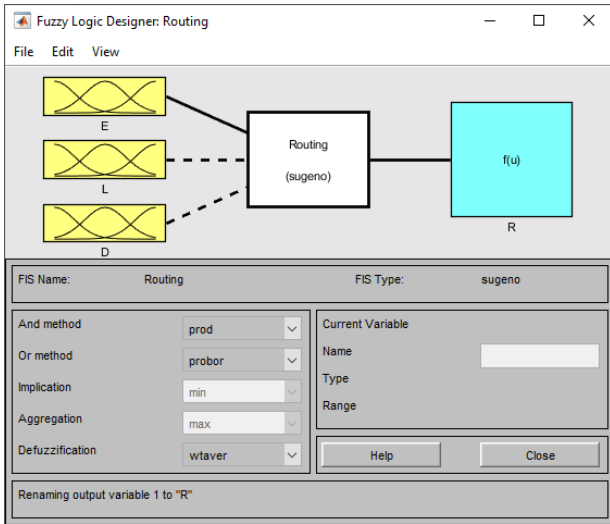 Fuzzy Logic Designer: Routing
File Edit View
E
L
D
Routing
(sugeno)
f(u)
R
FIS Name: Routing FIS Type: sugeno
And method prod
Or method probor
Implication min
Aggregation max
Defuzzification wtaver
Current Variable
Name
Type
Range
Help Close
Renaming output variable 1 to "R"